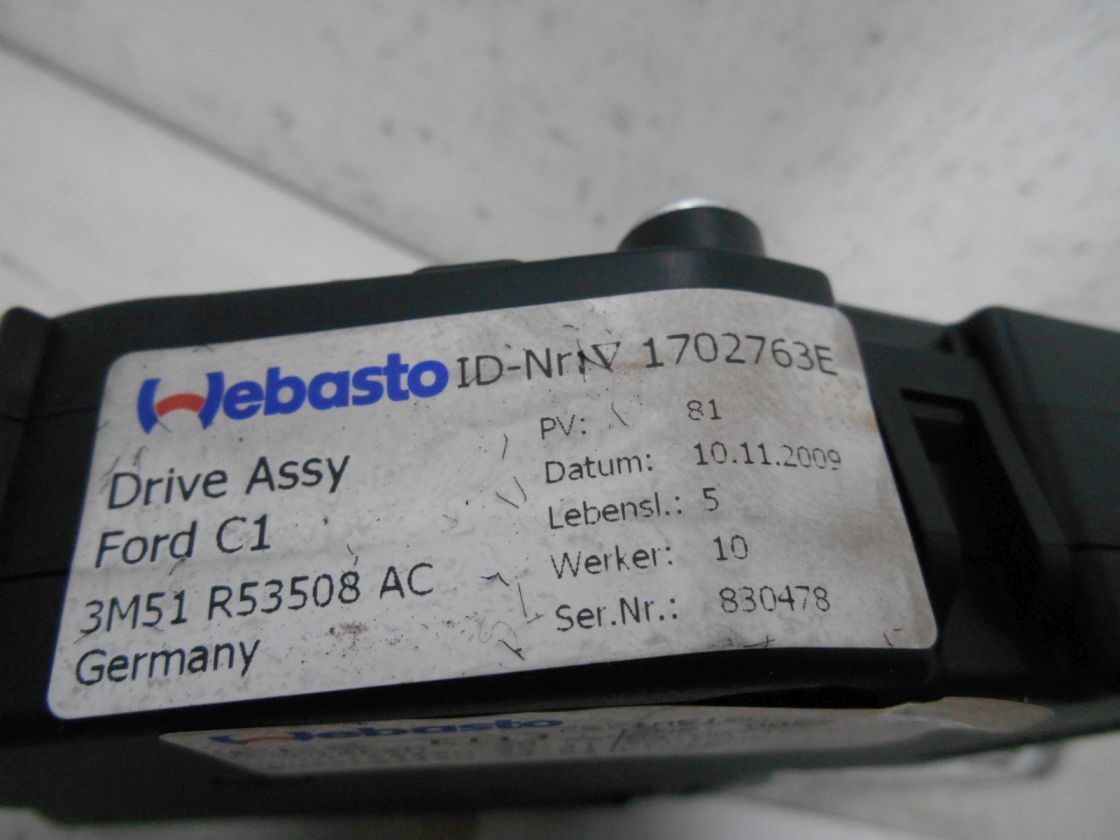 Webasto ID-Nr.: 1702763E
Drive Assy
Ford C1
3M51 R53508 AC
Germany
PV: 81
Datum: 10.11.2009
Lebensl.: 5
Werker: 10
Ser.Nr.: 830478
Webasto